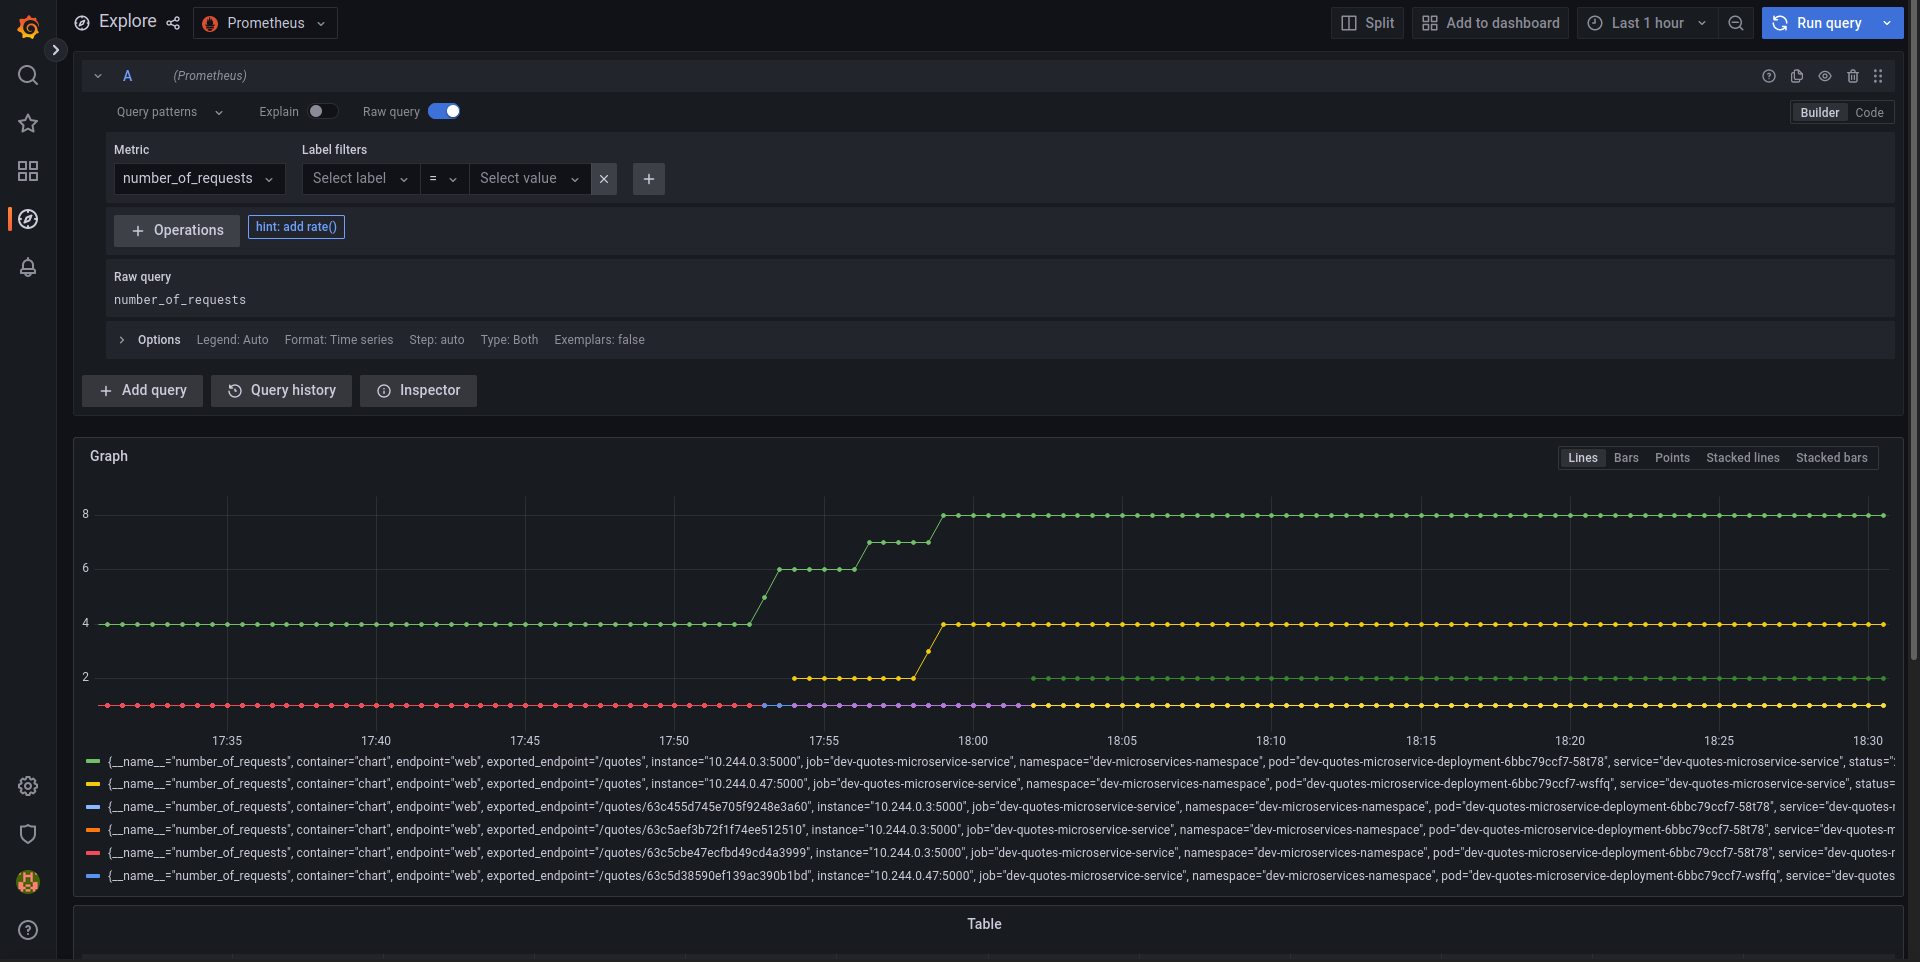 Explore Prometheus Split Add to dashboard Last 1 hour Run query
A (Prometheus)
Query patterns Explain Raw query Builder Code
Metric Label filters
number_of_requests Select label = Select value
Operations hint: add rate()
Raw query
number_of_requests
Options Legend: Auto Format: Time series Step: auto Type: Both Exemplars: false
Add query Query history Inspector
Graph Lines Bars Points Stacked lines Stacked bars
8
6
4
2
17:35 17:40 17:45 17:50 17:55 18:00 18:05 18:10 18:15 18:20 18:25 18:30
{__name__="number_of_requests", container="chart", endpoint="web", exported_endpoint="/quotes", instance="10.244.0.3:5000", job="dev-quotes-microservice-service", namespace="dev-microservices-namespace", pod="dev-quotes-microservice-deployment-6bbc79ccf7-58t78", service="dev-quotes-microservice-service", status="
{__name__="number_of_requests", container="chart", endpoint="web", exported_endpoint="/quotes", instance="10.244.0.47:5000", job="dev-quotes-microservice-service", namespace="dev-microservices-namespace", pod="dev-quotes-microservice-deployment-6bbc79ccf7-wsffq", service="dev-quotes-microservice-service", status=
{__name__="number_of_requests", container="chart", endpoint="web", exported_endpoint="/quotes/63c455d745e705f9248e3a60", instance="10.244.0.3:5000", job="dev-quotes-microservice-service", namespace="dev-microservices-namespace", pod="dev-quotes-microservice-deployment-6bbc79ccf7-58t78", service="dev-quotes-r
{__name__="number_of_requests", container="chart", endpoint="web", exported_endpoint="/quotes/63c5aef3b72f1f74ee512510", instance="10.244.0.3:5000", job="dev-quotes-microservice-service", namespace="dev-microservices-namespace", pod="dev-quotes-microservice-deployment-6bbc79ccf7-58t78", service="dev-quotes-m
{__name__="number_of_requests", container="chart", endpoint="web", exported_endpoint="/quotes/63c5cbe47ecfbd49cd4a3999", instance="10.244.0.3:5000", job="dev-quotes-microservice-service", namespace="dev-microservices-namespace", pod="dev-quotes-microservice-deployment-6bbc79ccf7-58t78", service="dev-quotes-r
{__name__="number_of_requests", container="chart", endpoint="web", exported_endpoint="/quotes/63c5d38590ef139ac390b1bd", instance="10.244.0.47:5000", job="dev-quotes-microservice-service", namespace="dev-microservices-namespace", pod="dev-quotes-microservice-deployment-6bbc79ccf7-wsffq", service="dev-quotes
Table